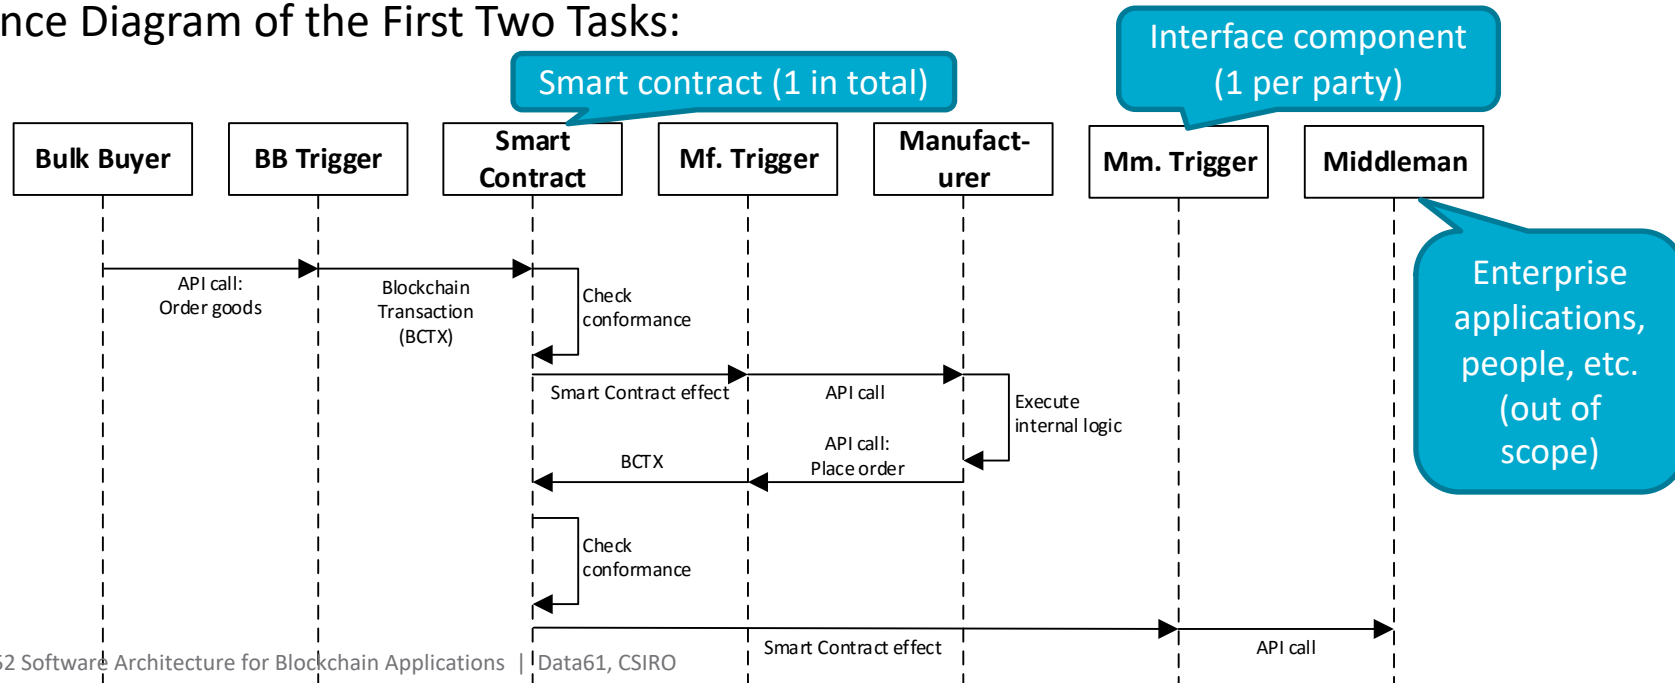 nce Diagram of the First Two Tasks:
Smart contract (1 in total)
Interface component
(1 per party)
Bulk Buyer
BB Trigger
Smart
Contract
Mf. Trigger
Manufact-
urer
Mm. Trigger
Middleman
Enterprise
applications,
people, etc.
(out of
scope)
API call:
Order goods
Blockchain
Transaction
(BCTX)
Check
conformance
Smart Contract effect
API call
Execute
internal logic
BCTX
API call:
Place order
Check
conformance
Smart Contract effect
API call
52 Software Architecture for Blockchain Applications | Data61, CSIRO